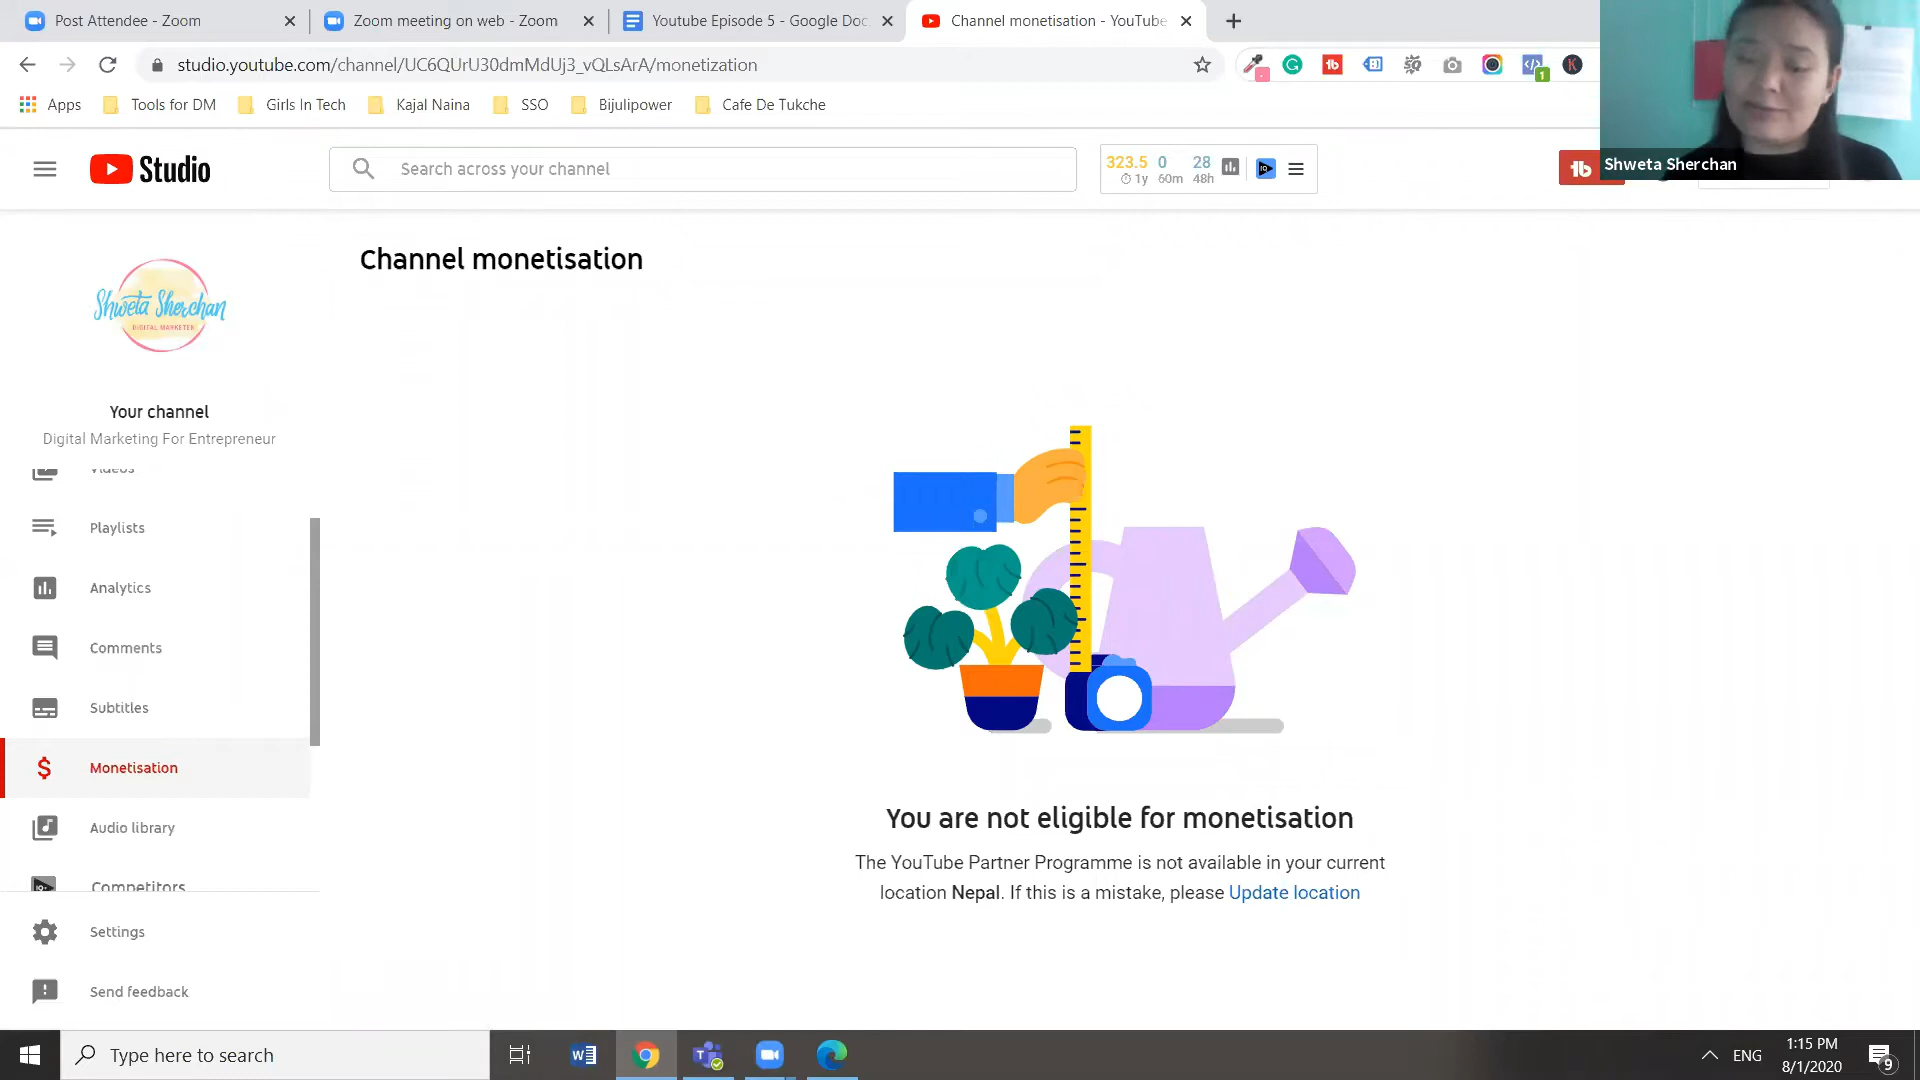 Post Attendee - Zoom
Zoom meeting on web - Zoom
Youtube Episode 5 - Google Doc
Channel monetisation - YouTube
studio.youtube.com/channel/UC6QUrU30dmMdUj3_vQLsArA/monetization
Apps
Tools for DM
Girls In Tech
Kajal Naina
SSO
Bijulipower
Cafe De Tukche
Shweta Sherchan
Studio
Search across your channel
323.5 0 28
1y 60m 48h
Channel monetisation
Shweta Sherchan
DIGITAL MARKETER
Your channel
Digital Marketing For Entrepreneur
Videos
Playlists
Analytics
Comments
Subtitles
Monetisation
Audio library
Competitors
Settings
Send feedback
You are not eligible for monetisation
The YouTube Partner Programme is not available in your current
location Nepal. If this is a mistake, please Update location
Type here to search
ENG
1:15 PM
8/1/2020
9